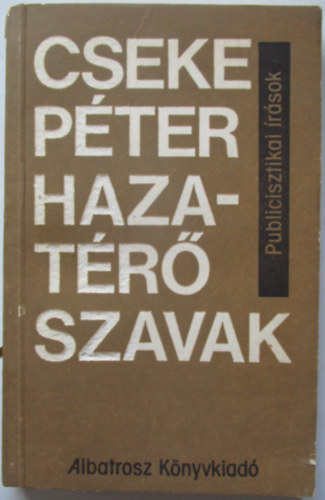 CSEKE
PÉTER
HAZA-
TÉRŐ
SZAVAK
Publicisztikai írások
Albatrosz Könyvkiadó